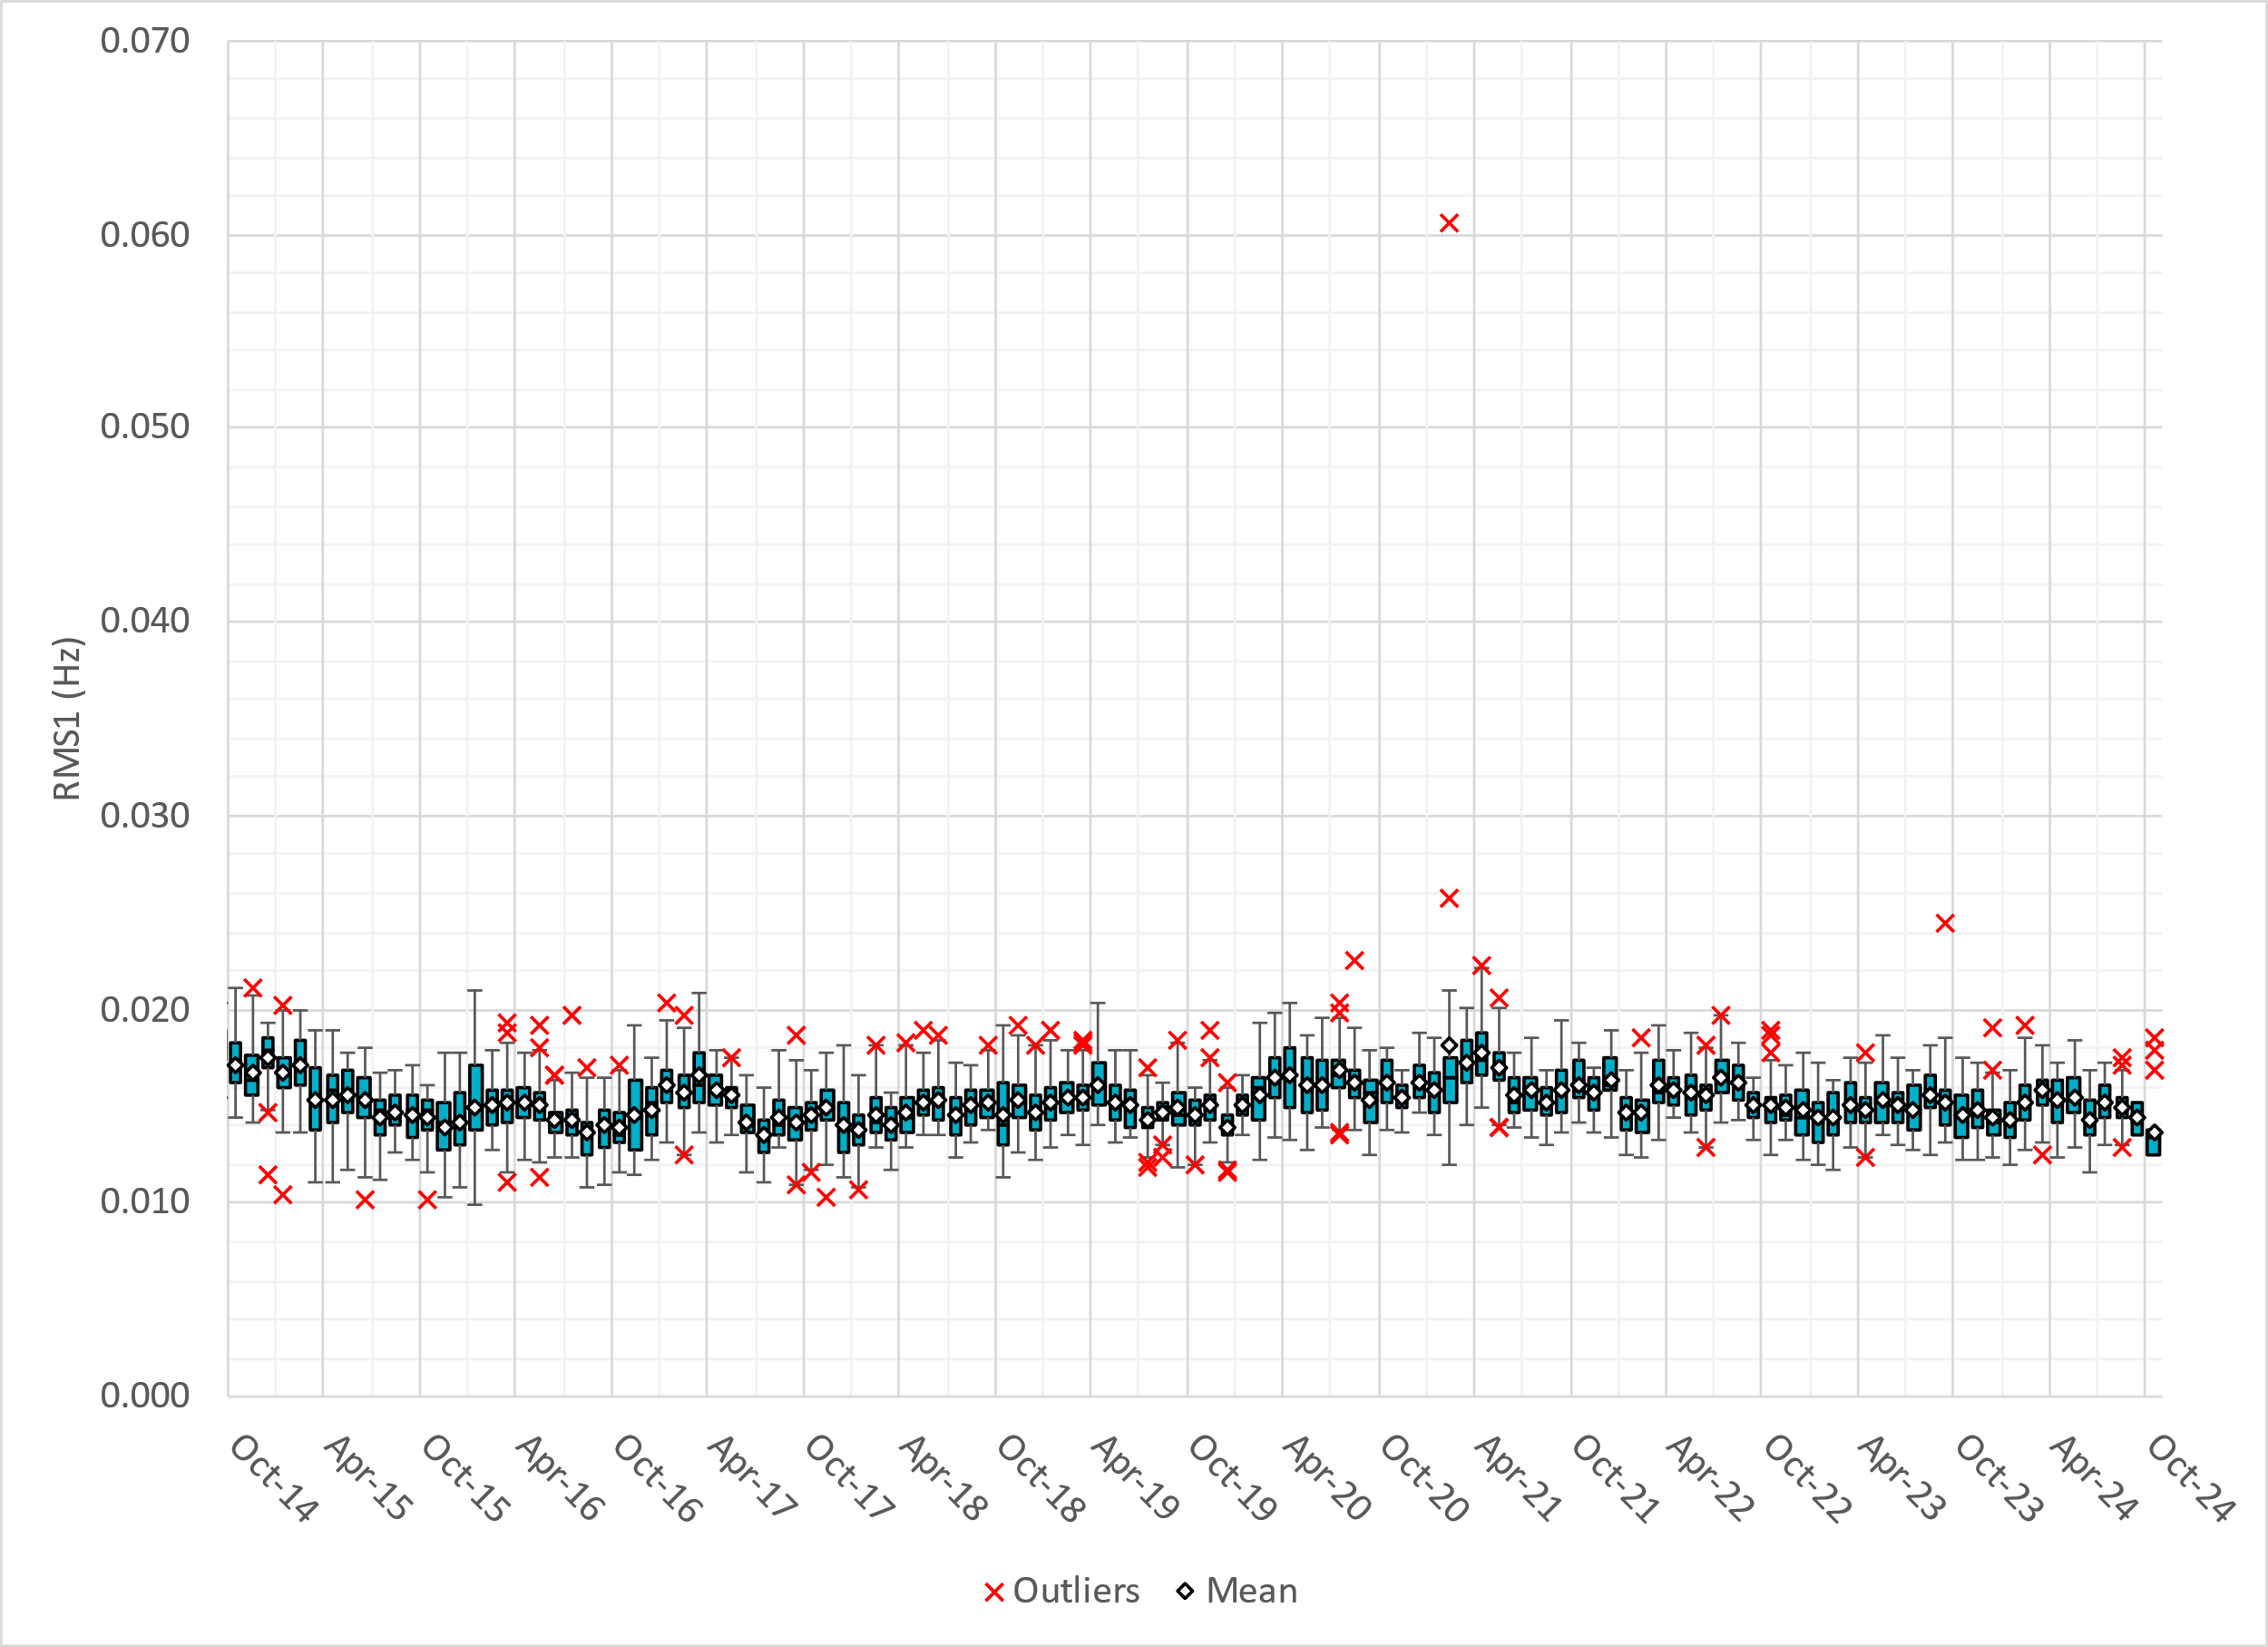 0.070
0.060
0.050
0.040
0.030
0.020
0.010
0.000
RMS1 (Hz)
Oct-14
Apr-15
Oct-15
Apr-16
Oct-16
Apr-17
Oct-17
Apr-18
Oct-18
Apr-19
Oct-19
Apr-20
Oct-20
Apr-21
Oct-21
Apr-22
Oct-22
Apr-23
Oct-23
Apr-24
Oct-24
Outliers
Mean